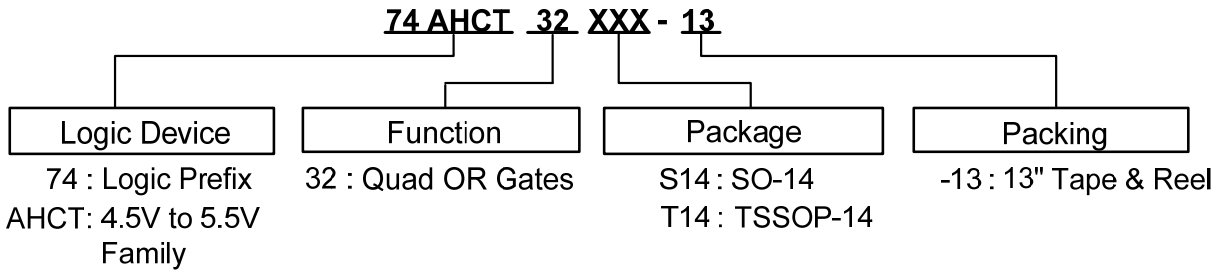 74 AHCT 32 XXX - 13
Logic Device
Function
Package
Packing
74 : Logic Prefix
AHCT: 4.5V to 5.5V
Family
32 : Quad OR Gates
S14 : SO-14
T14 : TSSOP-14
-13 : 13" Tape & Reel